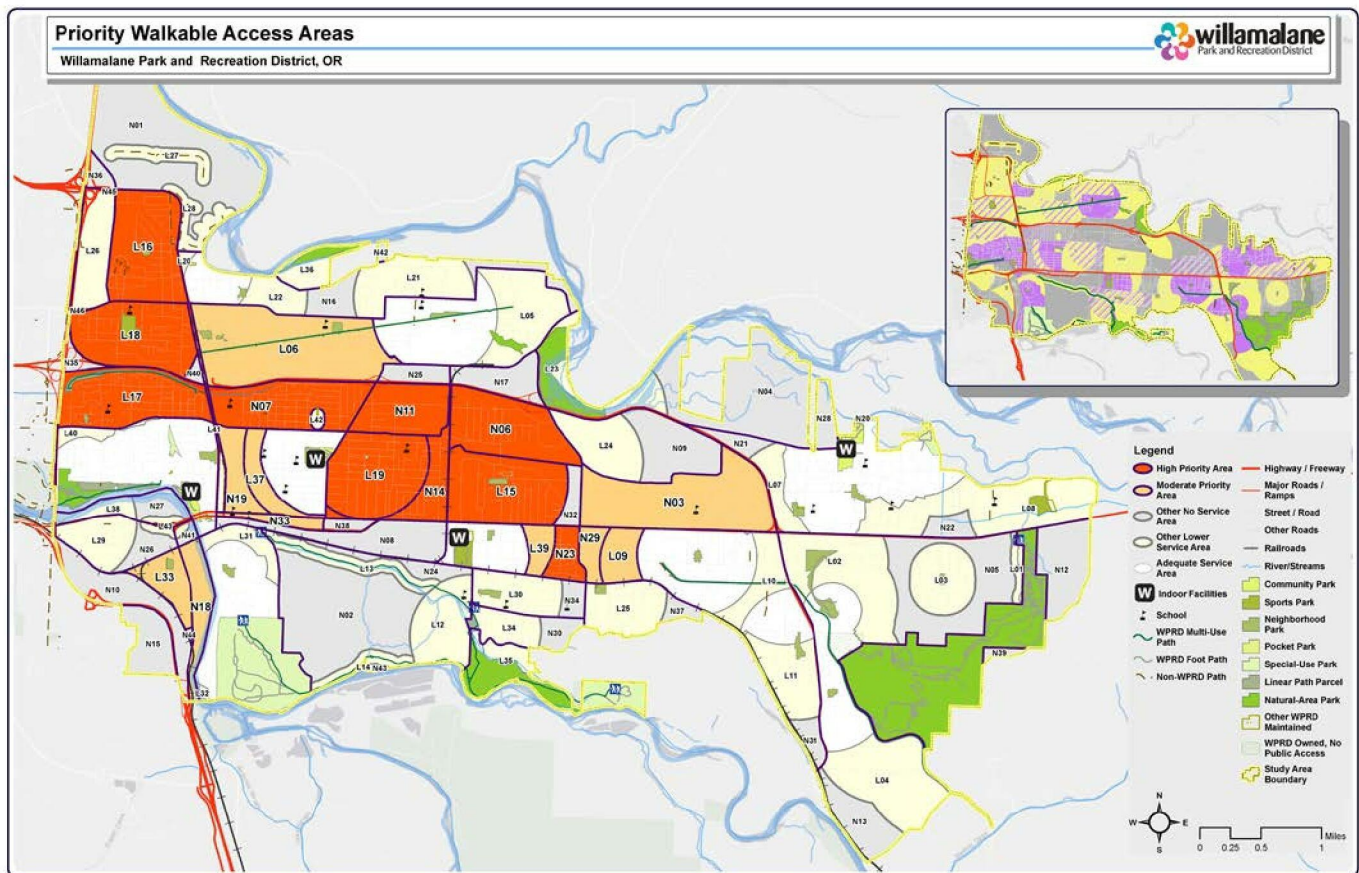 Priority Walkable Access Areas
Willamalane Park and Recreation District, OR
willamalane
Park and Recreation District
N01
L27
N36
N45
L28
L16
L26
L20
N42
L36
L21
L22
N16
L05
N46
L18
L06
N35
N40
N25
N17
L23
L17
N07
L42
N11
N04
N06
N28
N20
L40
L41
L24
N09
N21
W
W
L37
L19
L07
N14
L15
N03
W
N19
L08
L38
N27
N33
N38
N32
N22
L43
N41
L31
N08
W
L39
N23
N29
L09
L29
N26
L33
L13
N24
L10
L02
L03
N05
L01
N12
N10
N18
N02
L30
N34
L25
N37
L12
L34
N30
N15
N44
L35
L14
N43
L11
N39
L32
N31
L04
N13
Legend
High Priority Area
Moderate Priority
Area
Other No Service
Area
Other Lower
Service Area
Adequate Service
Area
W Indoor Facilities
School
WPRD Multi-Use
Path
WPRD Foot Path
Non-WPRD Path
Highway / Freeway
Major Roads /
Ramps
Street / Road
Other Roads
Railroads
River/Streams
Community Park
Sports Park
Neighborhood
Park
Pocket Park
Special-Use Park
Linear Path Parcel
Natural-Area Park
Other WPRD
Maintained
WPRD Owned, No
Public Access
Study Area
Boundary
N
W
E
S
0 0.25 0.5 1 Miles